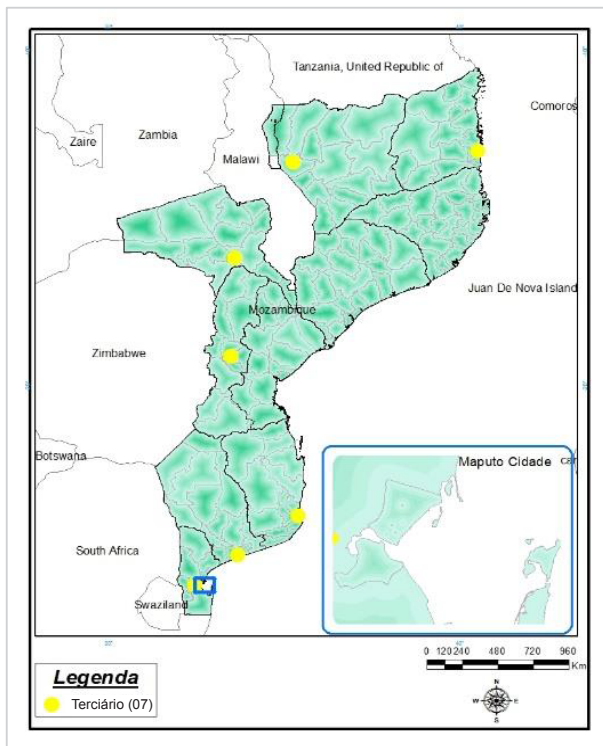 Tanzania, United Republic of
Comoros
Zambia
Zaire
Malawi
Juan De Nova Island
Mozambique
Zimbabwe
Botswana
Maputo Cidade
South Africa
Swaziland
0 120 240 480 720 960
Km
Legenda
Terciário (07)
N
W E
S